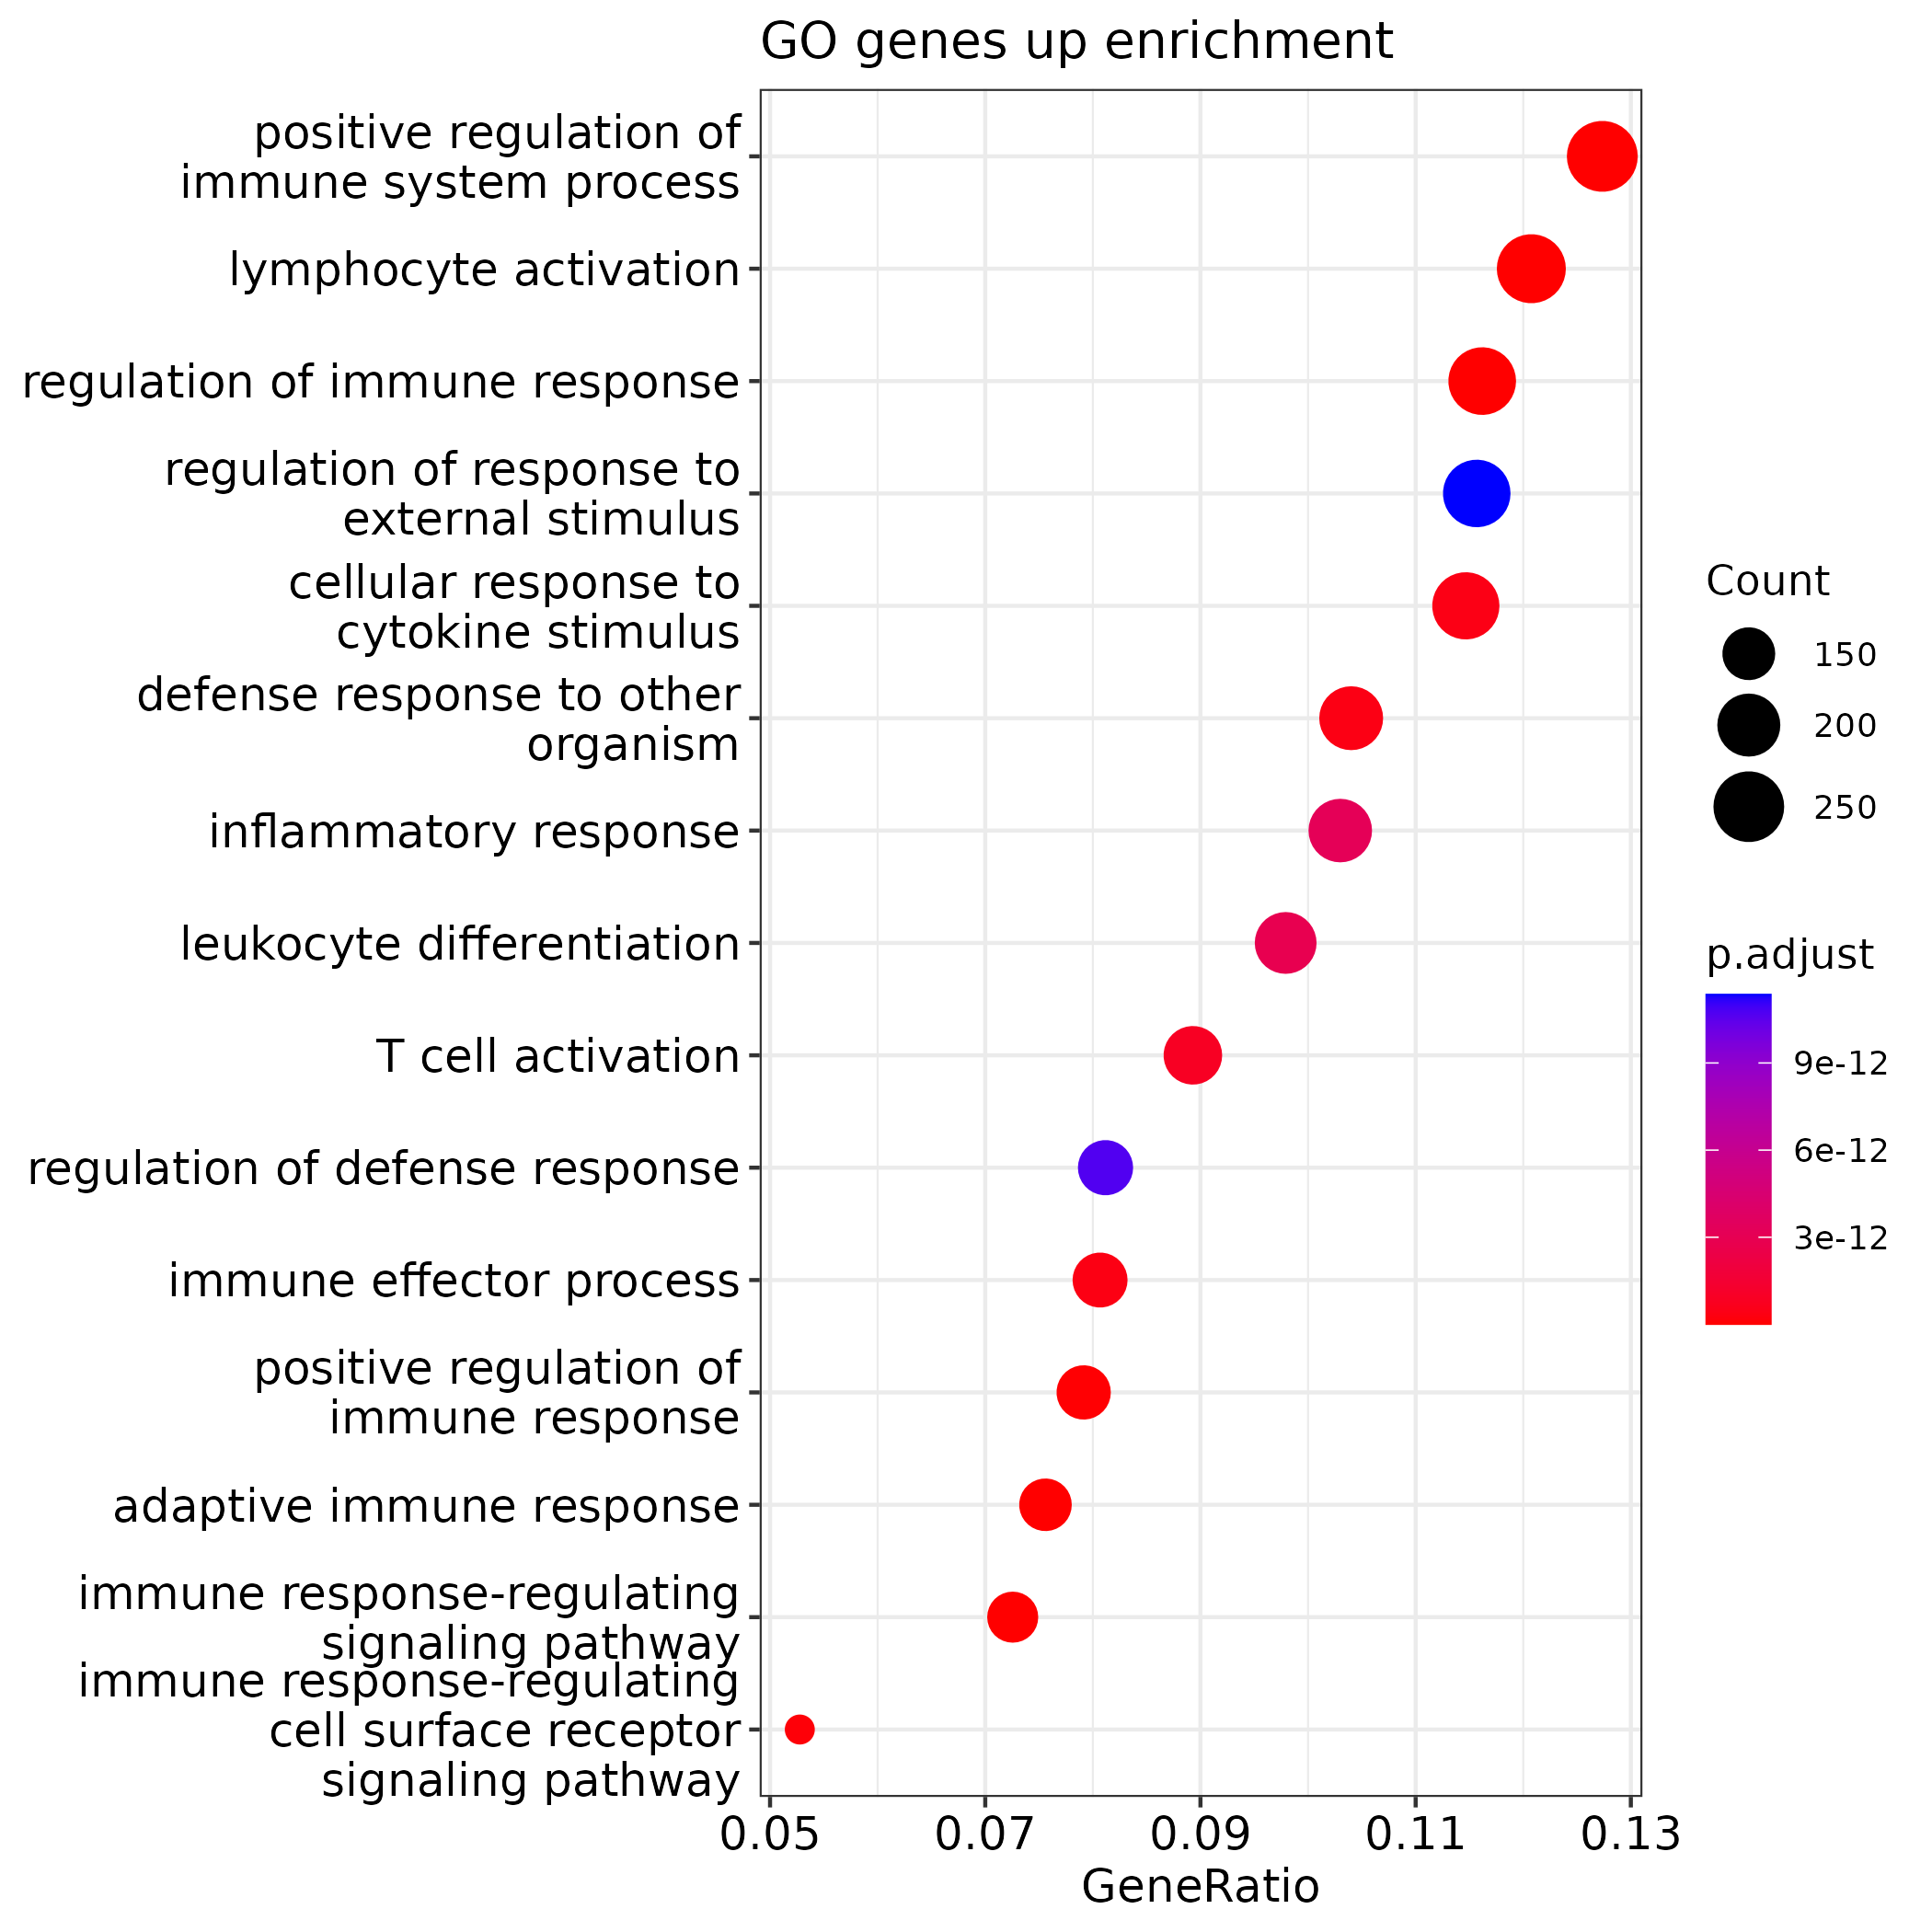 GO genes up enrichment
positive regulation of
immune system process
lymphocyte activation
regulation of immune response
regulation of response to
external stimulus
cellular response to
cytokine stimulus
defense response to other
organism
inflammatory response
leukocyte differentiation
T cell activation
regulation of defense response
immune effector process
positive regulation of
immune response
adaptive immune response
immune response-regulating
signaling pathway
immune response-regulating
cell surface receptor
signaling pathway
0.05 0.07 0.09 0.11 0.13
GeneRatio
Count
150
200
250
p.adjust
9e-12
6e-12
3e-12